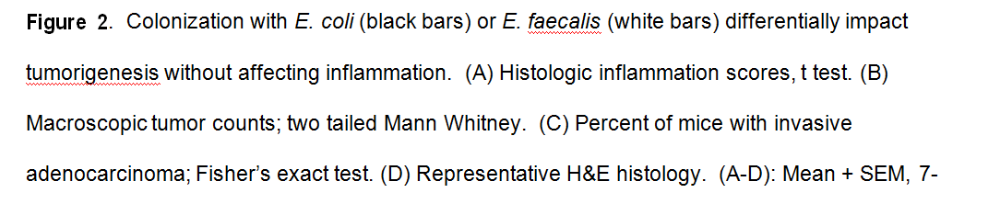 Figure 2. Colonization with E. coli (black bars) or E. faecalis (white bars) differentially impact
tumorigenesis without affecting inflammation. (A) Histologic inflammation scores, t test. (B)
Macroscopic tumor counts; two tailed Mann Whitney. (C) Percent of mice with invasive
adenocarcinoma; Fisher's exact test. (D) Representative H&E histology. (A-D): Mean + SEM, 7-